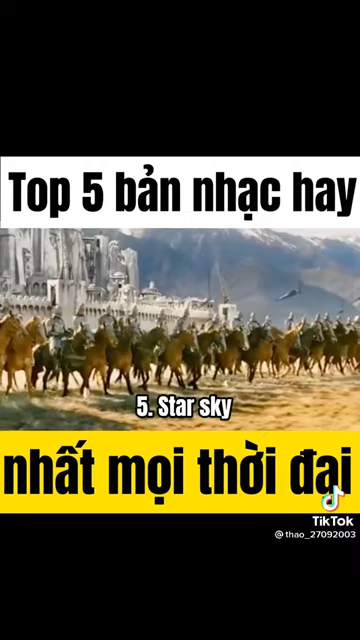 Top 5 bản nhạc hay
5. Star sky
nhất mọi thời đại
TikTok
@thao_27092003